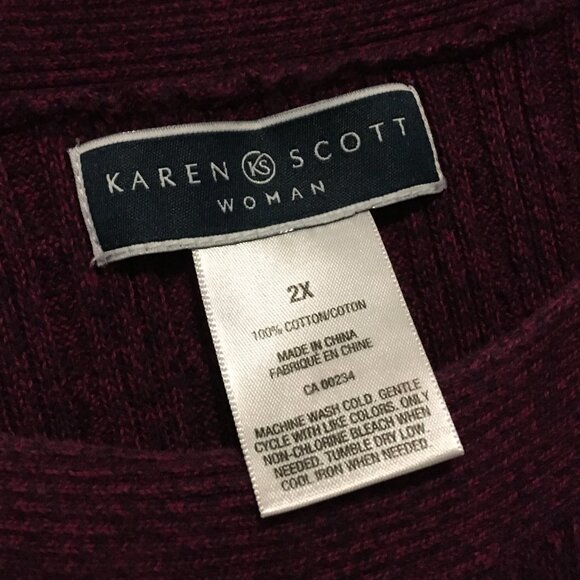 KAREN KS SCOTT
WOMAN
2X
100% COTTON/COTON
MADE IN CHINA
FABRIQUÉ EN CHINE
CA 00234
MACHINE WASH COLD, GENTLE
CYCLE WITH LIKE COLORS. ONLY
NON-CHLORINE BLEACH WHEN
NEEDED. TUMBLE DRY LOW
COOL IRON WHEN NEEDED